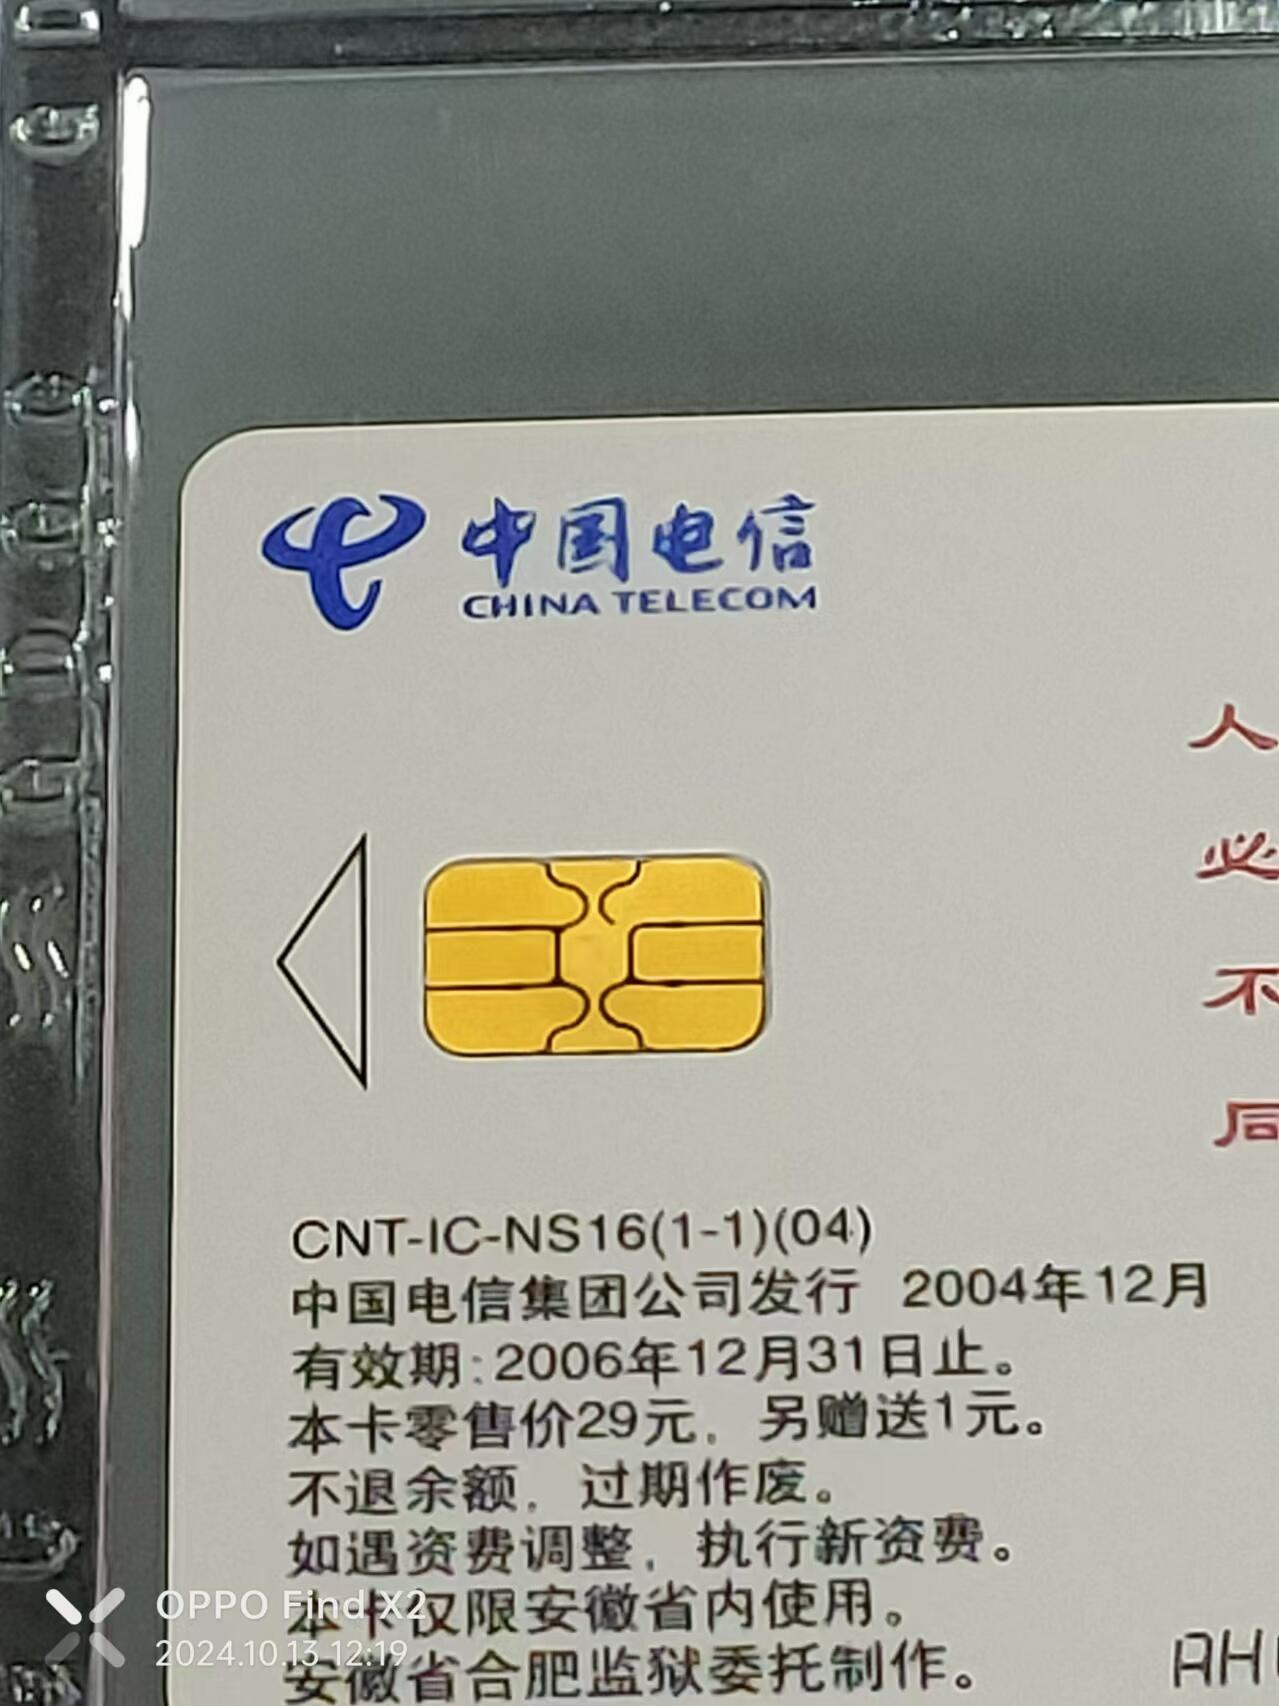 中国电信
CHINA TELECOM
人
必
不
同
CNT-IC-NS16(1-1)(04)
中国电信集团公司发行 2004年12月
有效期:2006年12月31日止。
本卡零售价29元，另赠送1元。
不退余额，过期作废。
如遇资费调整，执行新资费。
本卡仅限安徽省内使用。
安徽省合肥监狱委托制作。
AH
OPPO Find X2
2024.10.13 12:19